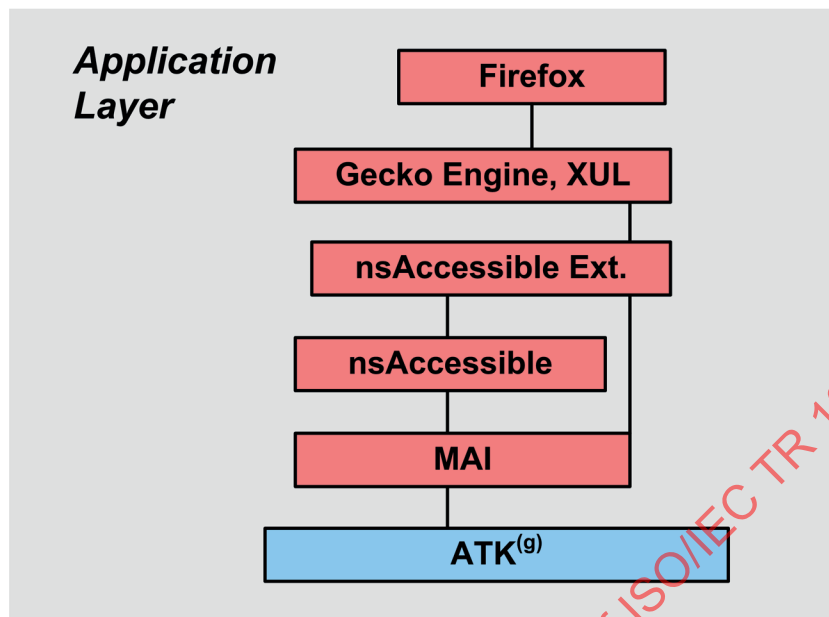 Application
Layer
Firefox
Gecko Engine, XUL
nsAccessible Ext.
nsAccessible
MAI
ATK(g)
ISO/IEC TR